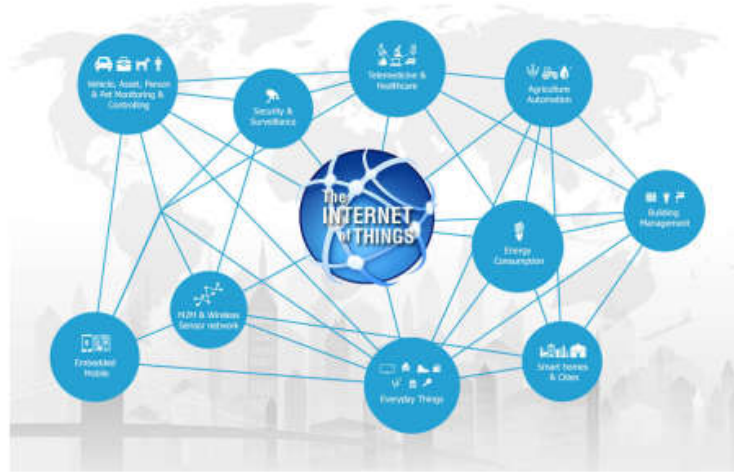 Vehicle, Asset, Person
& Pet Monitoring &
Controlling
Security &
Surveillance
Telemedicine &
Healthcare
Agriculture
Automation
The
INTERNET
of THINGS
Building
Management
Energy
Consumption
M2M & Wireless
Sensor network
Embedded
Mobile
Everyday Things
Smart homes
& Cities